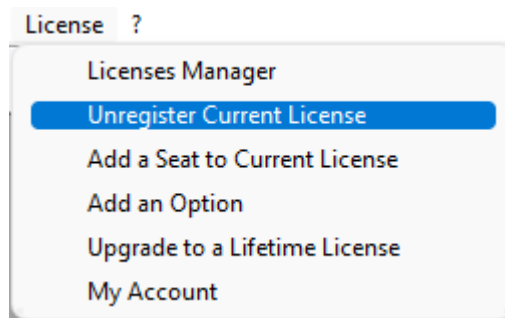 License ?
Licenses Manager
Unregister Current License
Add a Seat to Current License
Add an Option
Upgrade to a Lifetime License
My Account